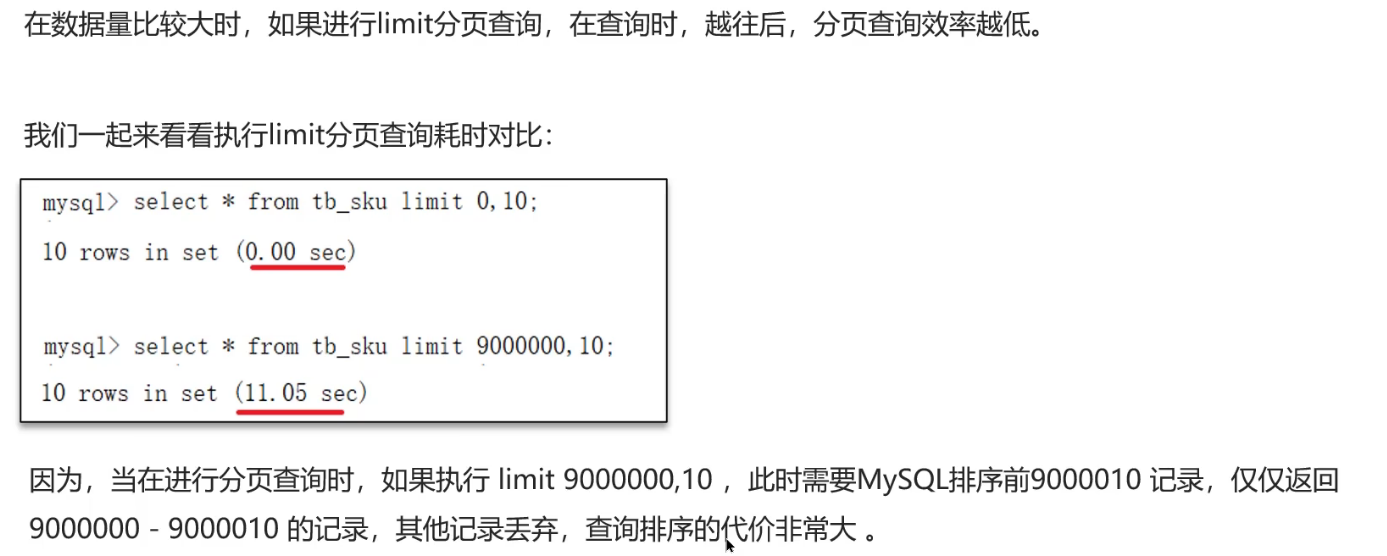 在数据量比较大时，如果进行limit分页查询，在查询时，越往后，分页查询效率越低。
我们一起来看看执行limit分页查询耗时对比：
mysql> select * from tb_sku limit 0,10;
10 rows in set (0.00 sec)
mysql> select * from tb_sku limit 9000000,10;
10 rows in set (11.05 sec)
因为，当在进行分页查询时，如果执行 limit 9000000,10 ，此时需要MySQL排序前9000010 记录，仅仅返回
9000000 - 9000010 的记录，其他记录丢弃，查询排序的代价非常大 。